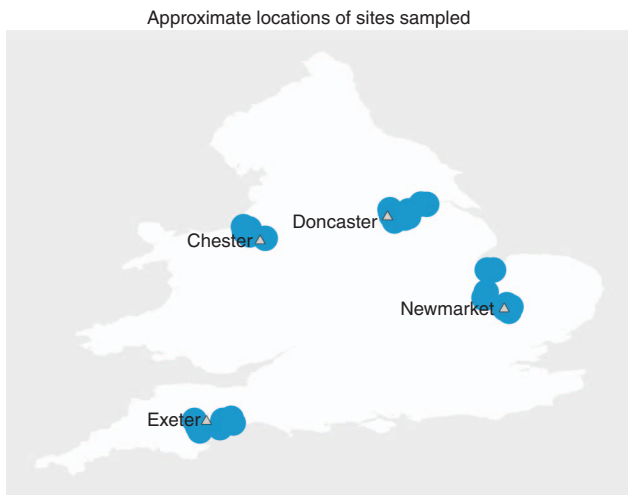 Approximate locations of sites sampled
Doncaster
Chester
Newmarket
Exeter